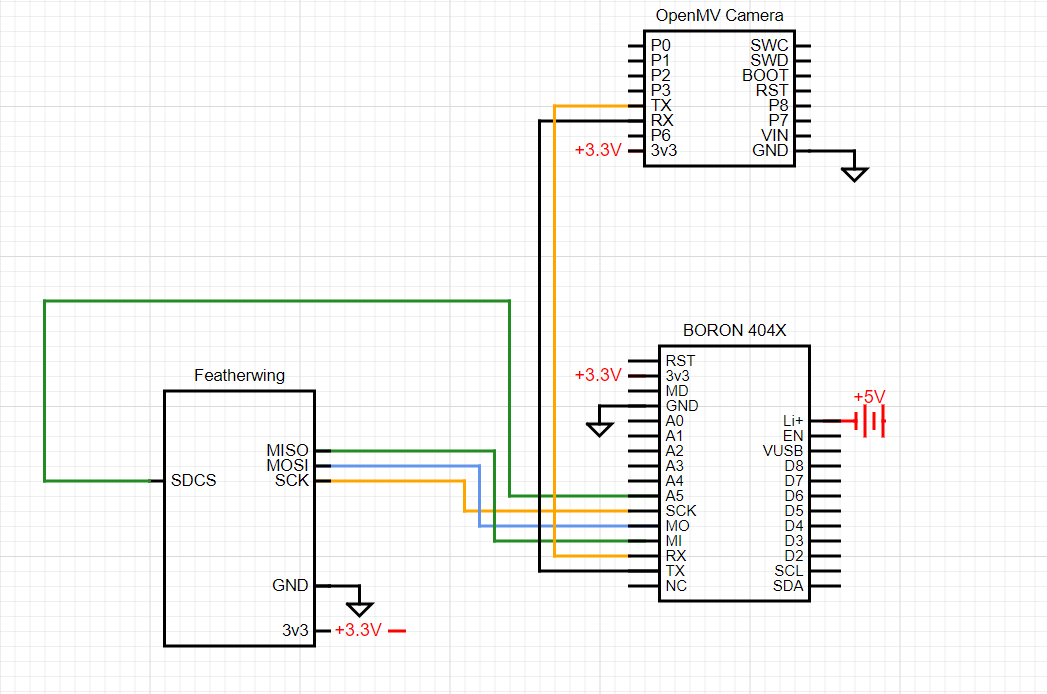 OpenMV Camera
P0 SWC
P1 SWD
P2 BOOT
P3 RST
TX P8
RX P7
P6 VIN
+3.3V 3v3 GND
BORON 404X
RST
+3.3V 3v3
MD
GND
A0 Li+ +5V
A1 EN
A2 VUSB
A3 D8
A4 D7
A5 D6
SCK D5
MO D4
MI D3
RX D2
TX SCL
NC SDA
Featherwing
MISO
MOSI
SDCS SCK
GND
3v3 +3.3V